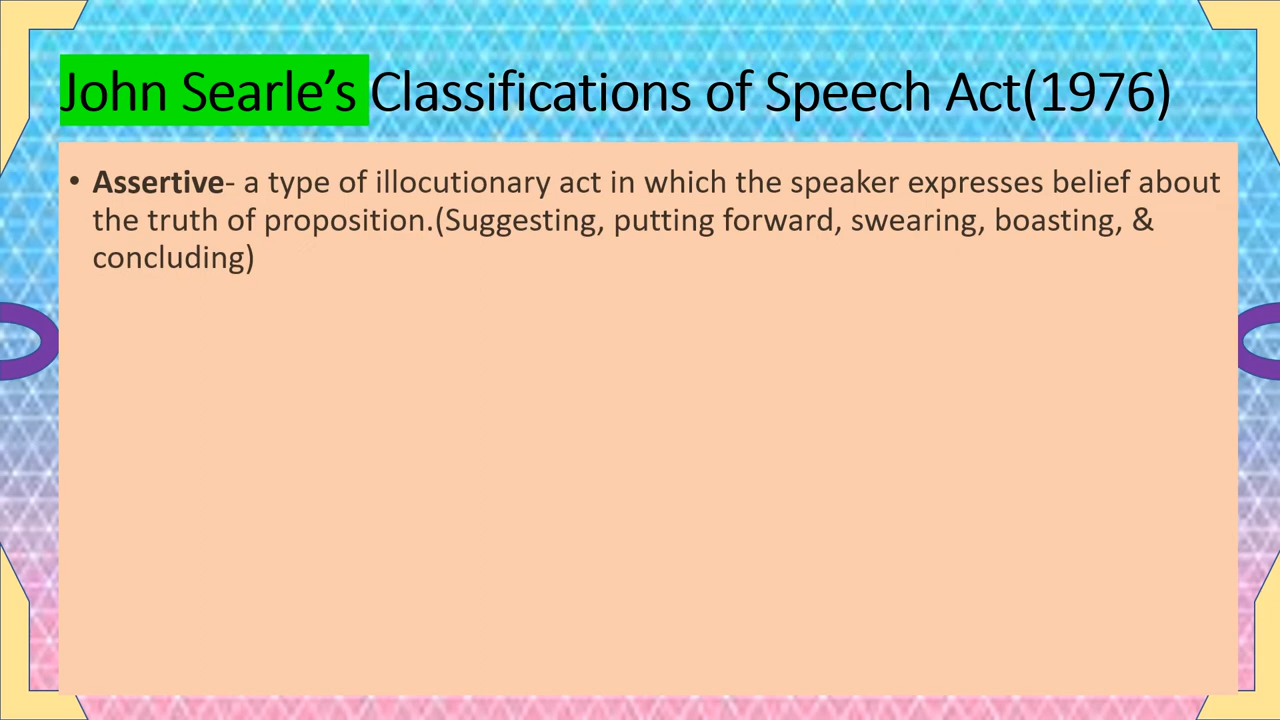 John Searle’s Classifications of Speech Act(1976)
• Assertive- a type of illocutionary act in which the speaker expresses belief about
the truth of proposition.(Suggesting, putting forward, swearing, boasting, &
concluding)